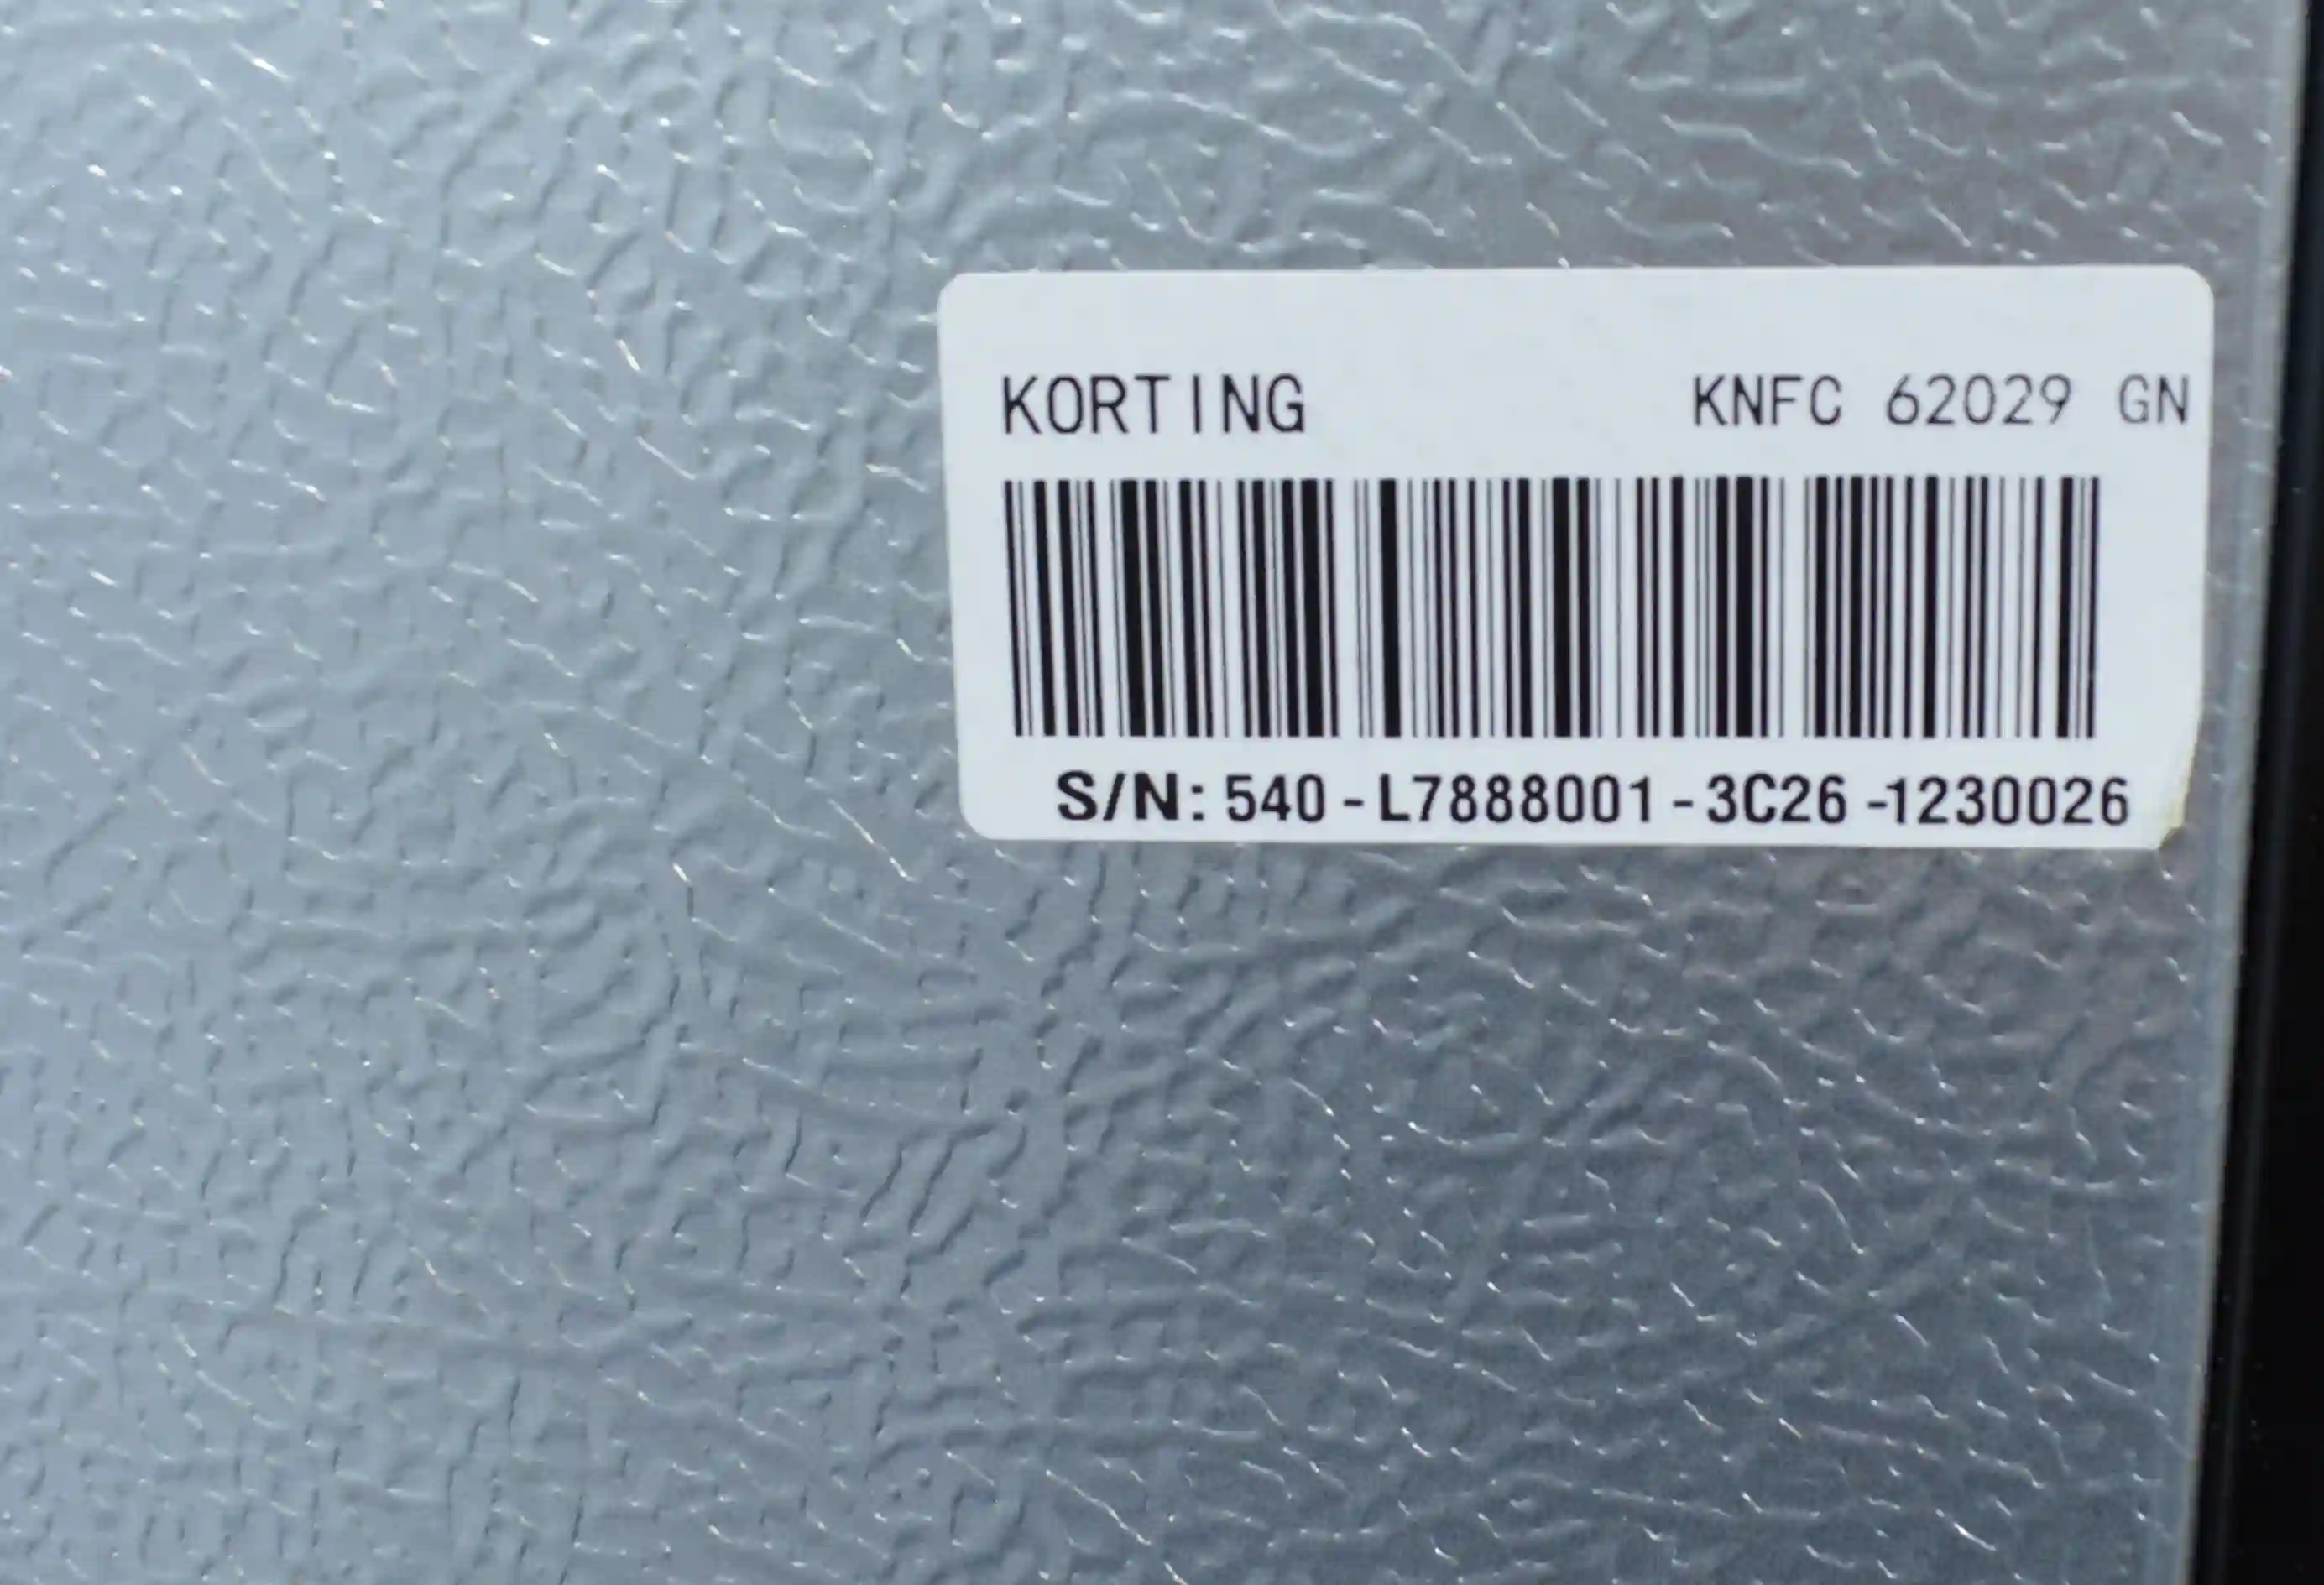 KORTING KNFC 62029 GN
S/N: 540-L7888001-3C26-1230026